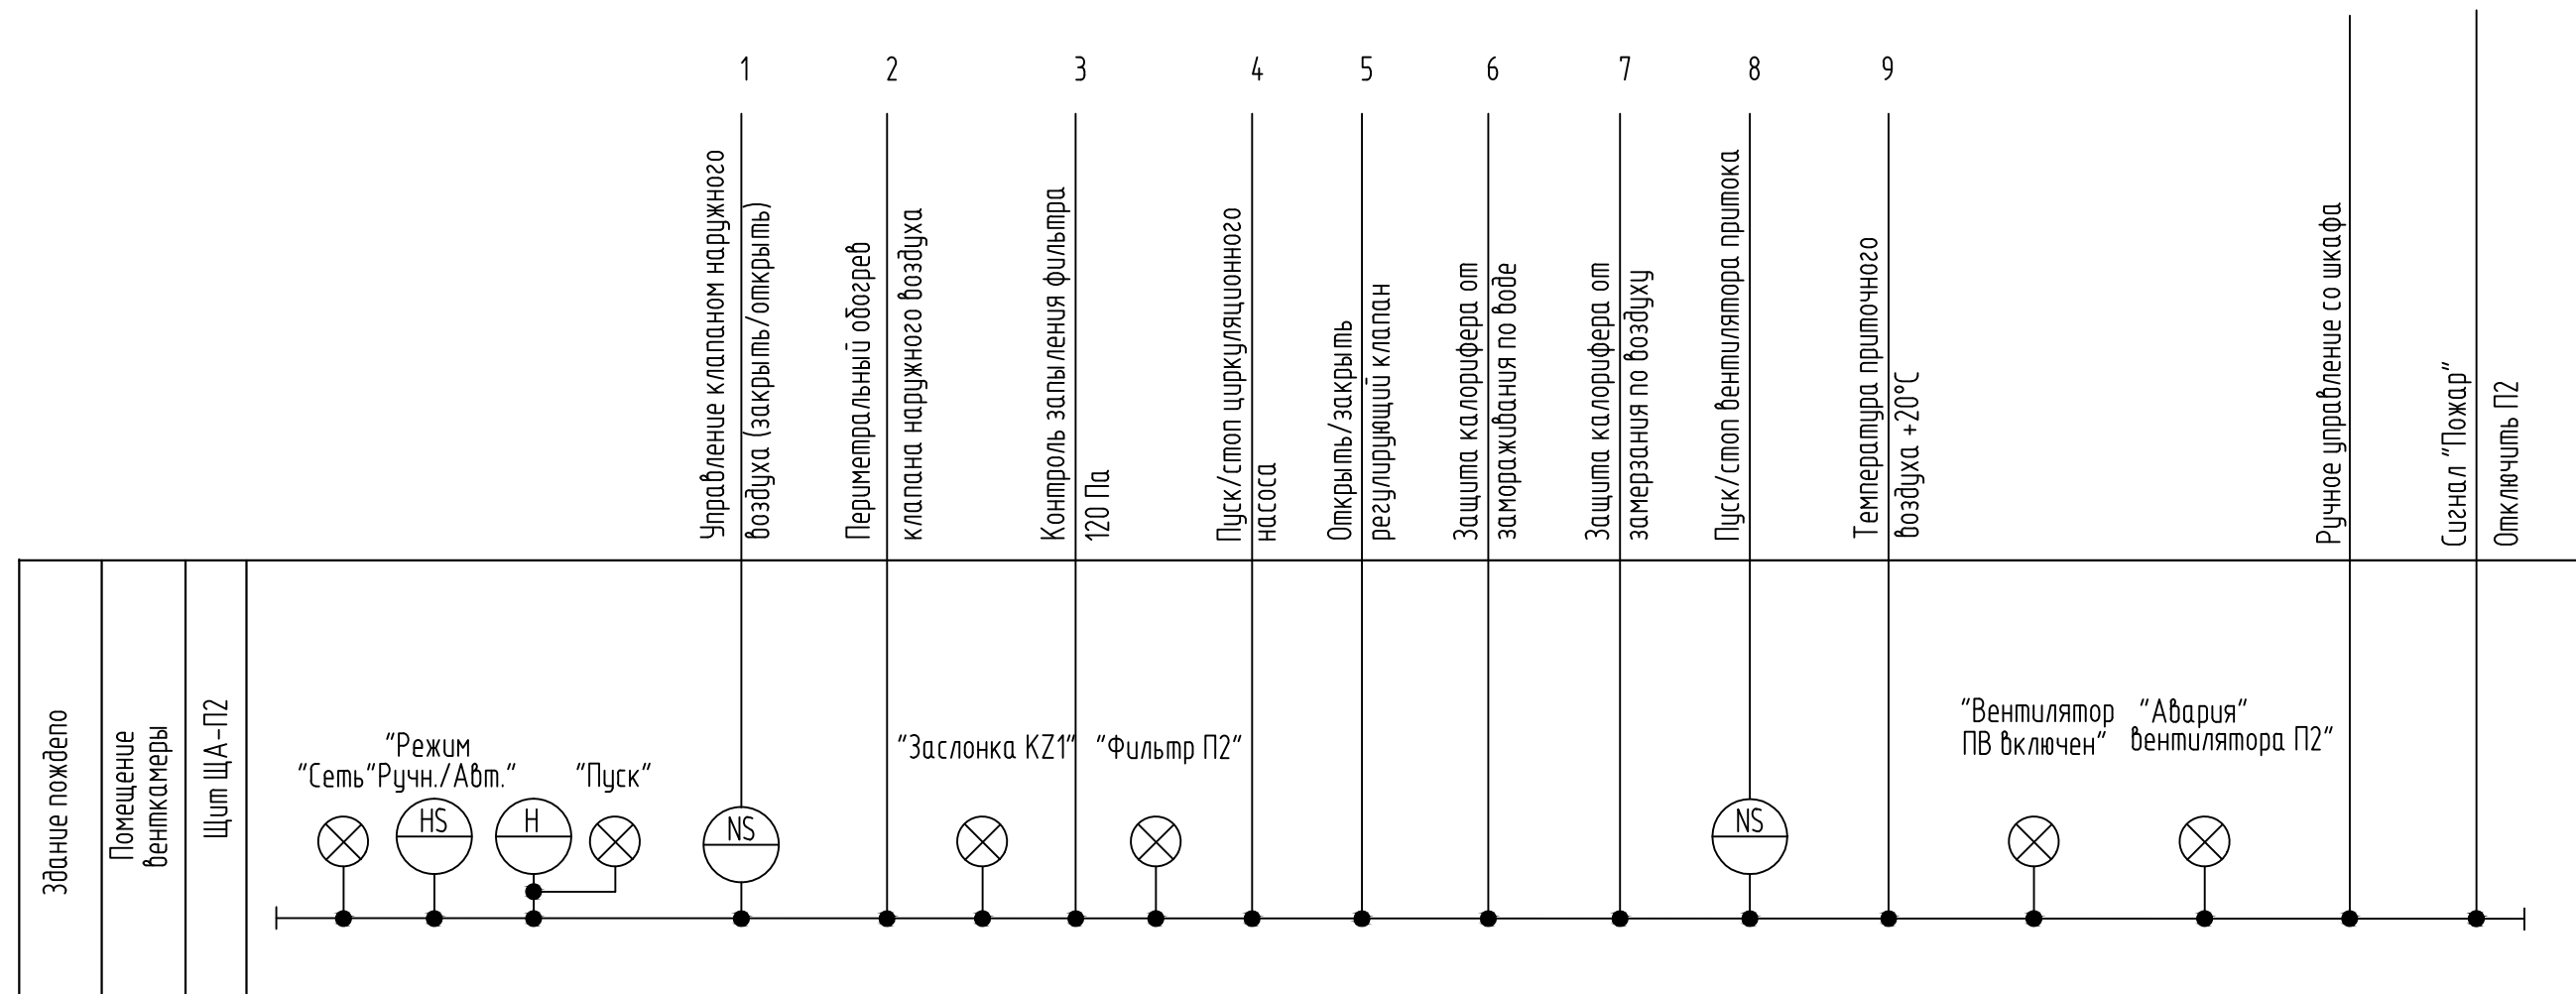 1
2
3
4
5
6
7
8
9
Управление клапаном наружного
воздуха (закрыть/открыть)
Периметральный обогрев
клапана наружного воздуха
Контроль запыления фильтра
120 Па
Пуск/стоп циркуляционного
насоса
Открыть/закрыть
регулирующий клапан
Защита калорифера от
замораживания по воде
Защита калорифера от
замерзания по воздуху
Пуск/стоп вентилятора притока
Температура приточного
воздуха +20°С
Ручное управление со шкафа
Сигнал "Пожар"
Отключить П2
Здание пождепо
Помещение
венткамеры
Щит ЩА-П2
"Сеть"
"Режим
Ручн./Авт."
"Пуск"
"Заслонка KZ1"
"Фильтр П2"
"Вентилятор
ПВ включен"
"Авария"
вентилятора П2"
HS
H
NS
NS